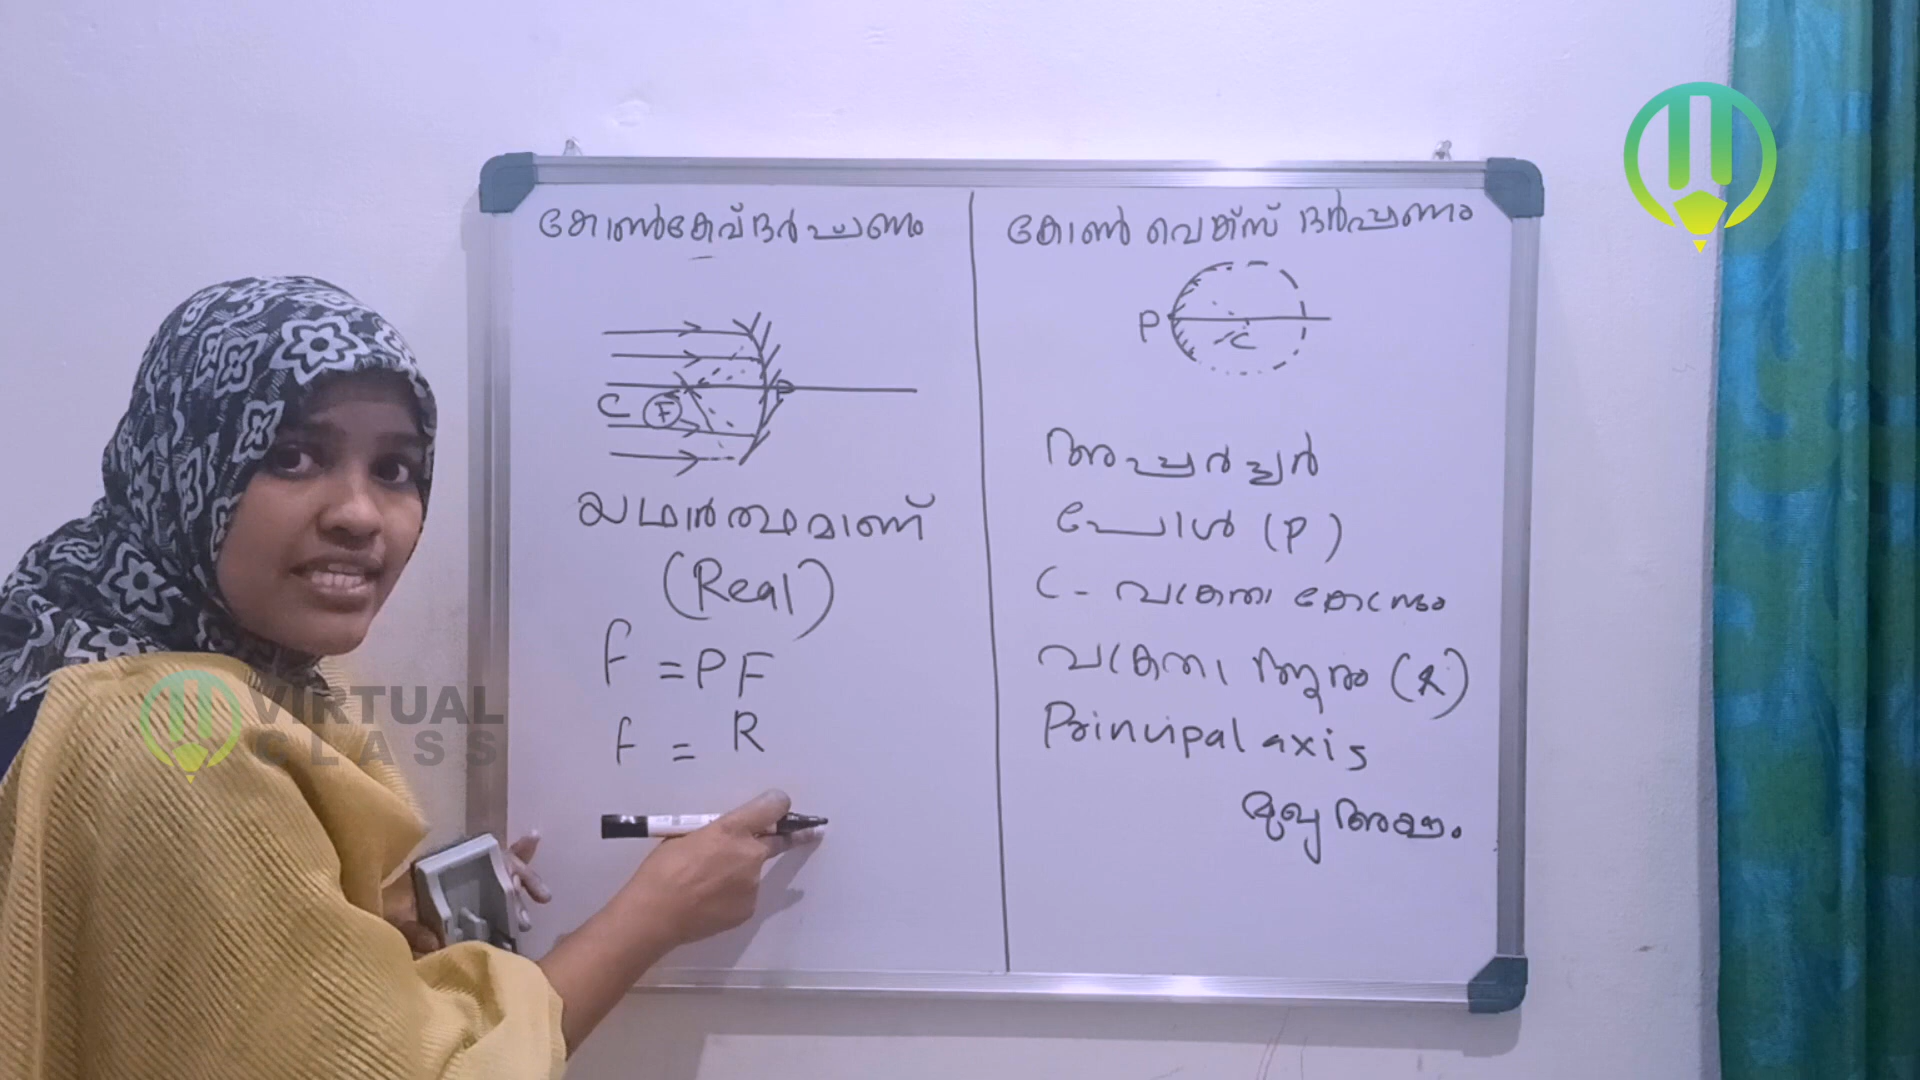 കോൺകേവ് ദർപ്പണം
C F P
യഥാർത്ഥമാണ്
(Real)
f = PF
f = R
കോൺ വെക്സ് ദർപ്പണം
P C
അപ്പർച്ചർ
പോൾ (P)
C - വക്രതാ കേന്ദ്രം
വക്രതാ ആരം (R)
Principal axis
മുഖ്യ അക്ഷം
VIRTUAL
CLASS